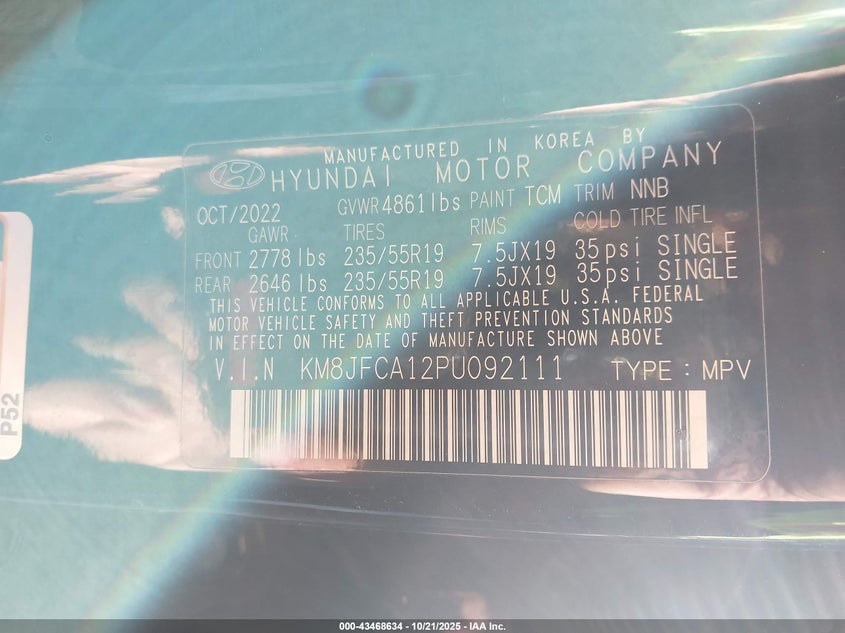 MANUFACTURED IN KOREA BY
HYUNDAI MOTOR COMPANY
OCT/2022 GVWR 4861lbs PAINT TCM TRIM NNB
GAWR TIRES RIMS COLD TIRE INFL
FRONT 2778 lbs 235/55R19 7.5JX19 35psi SINGLE
REAR 2646 lbs 235/55R19 7.5JX19 35psi SINGLE
THIS VEHICLE CONFORMS TO ALL APPLICABLE U.S.A. FEDERAL
MOTOR VEHICLE SAFETY AND THEFT PREVENTION STANDARDS
IN EFFECT ON THE DATE OF MANUFACTURE SHOWN ABOVE
V.I.N KM8JFCA12PU092111 TYPE : MPV
P52
000-43468634 - 10/21/2025 - IAA Inc.